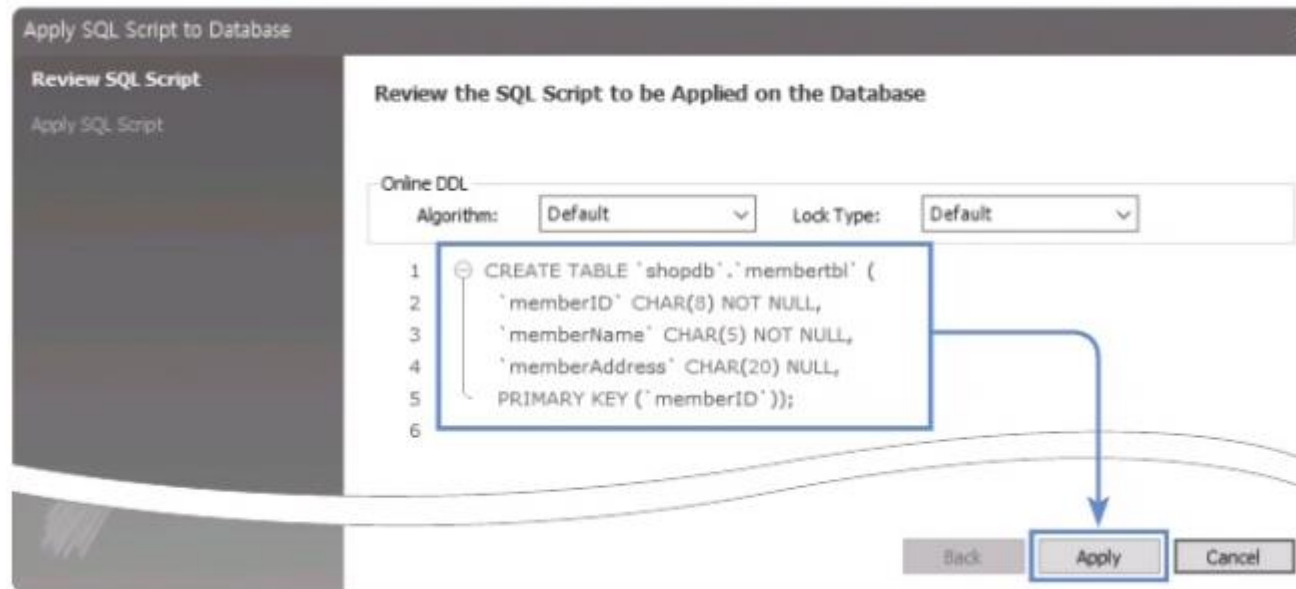 Apply SQL Script to Database
Review SQL Script
Apply SQL Script
Review the SQL Script to be Applied on the Database
Online DDL
Algorithm: Default Lock Type: Default
1 CREATE TABLE `shopdb`.`membertbl` (
2 `memberID` CHAR(8) NOT NULL,
3 `memberName` CHAR(5) NOT NULL,
4 `memberAddress` CHAR(20) NULL,
5 PRIMARY KEY (`memberID`));
6
Back Apply Cancel